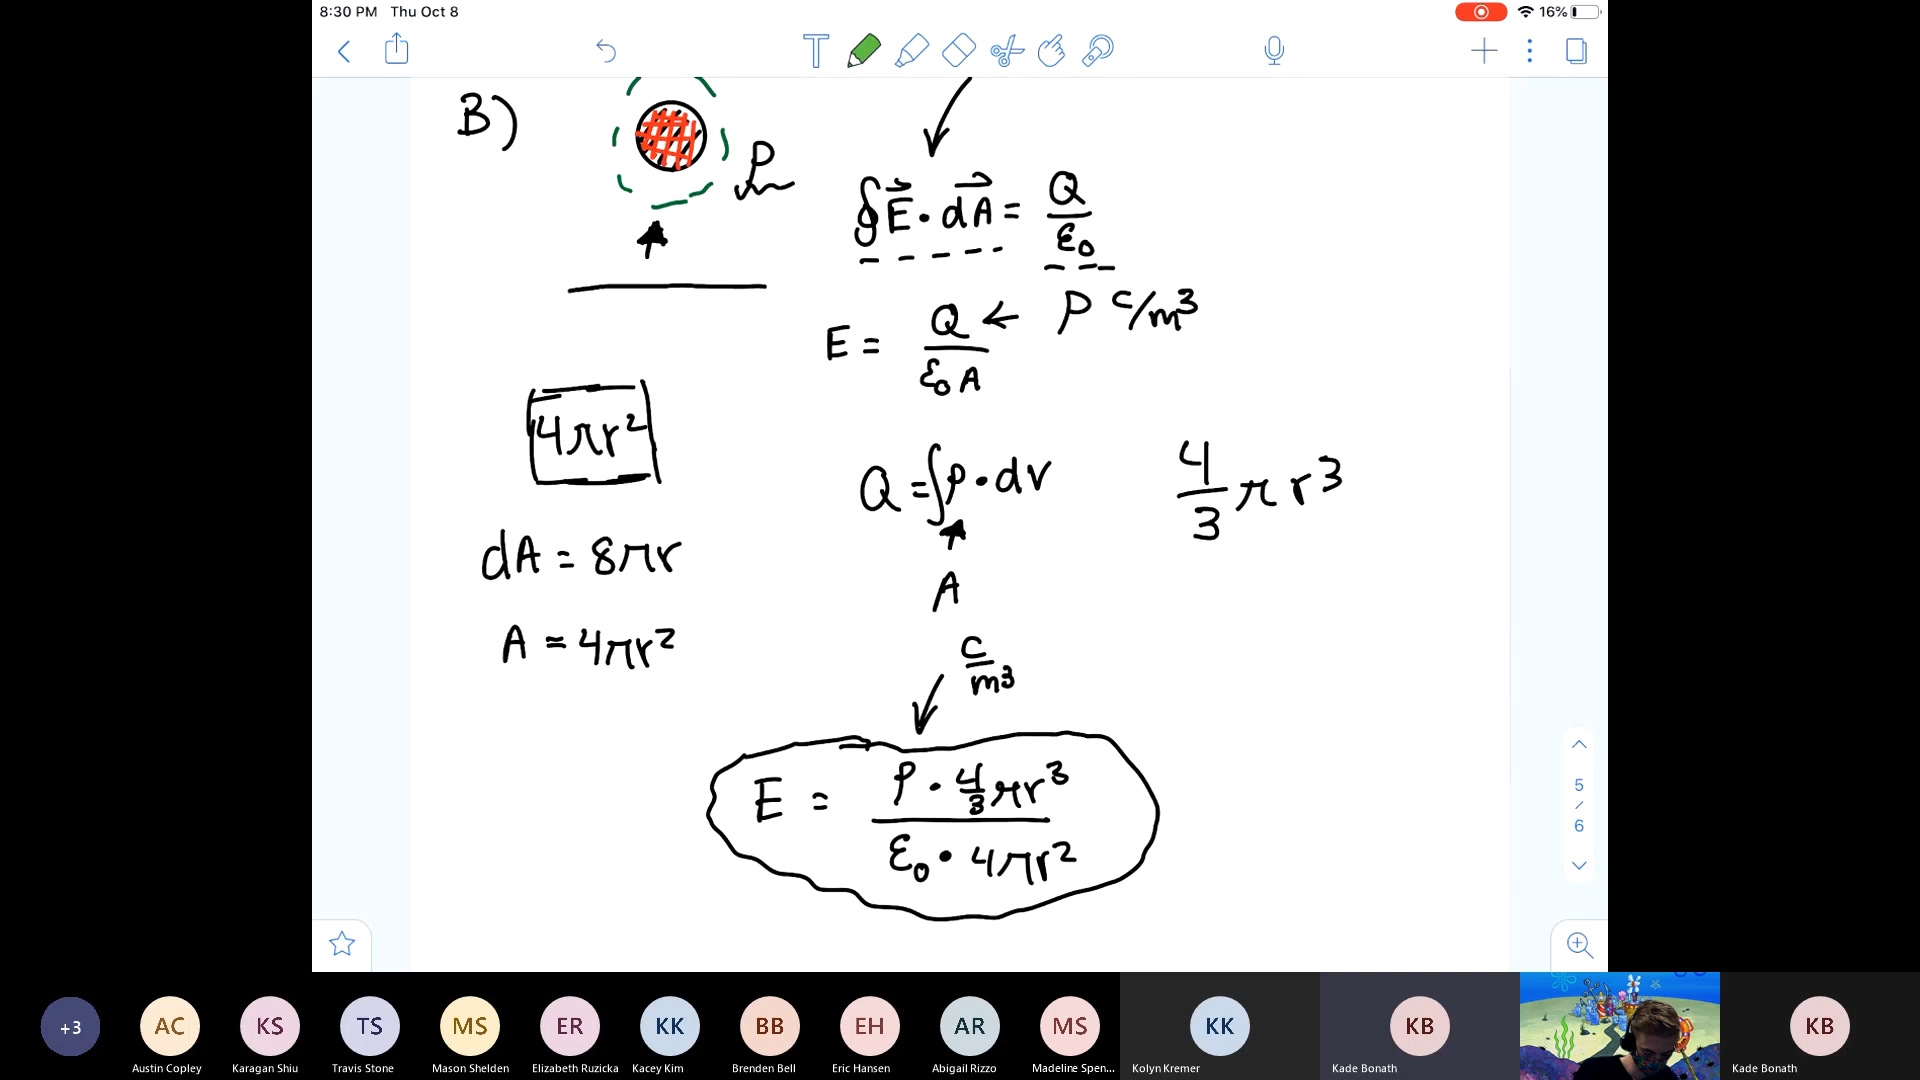 8:30 PM Thu Oct 8
16%
T
B)
ρ
∮E⃗ • dA⃗ = Q/ε₀
E = Q/ε₀A ← ρ C/m³
4πr²
Q = ∫ρ • dV
4/3 πr³
dA = 8πr
A
A = 4πr²
C/m³
E = ρ • 4/3 πr³ / ε₀ • 4πr²
5
/
6
+3
AC
KS
TS
MS
ER
KK
BB
EH
AR
MS
KK
KB
KB
Austin Copley
Karagan Shiu
Travis Stone
Mason Shelden
Elizabeth Ruzicka
Kacey Kim
Brenden Bell
Eric Hansen
Abigail Rizzo
Madeline Spen...
Kolyn Kremer
Kade Bonath
Kade Bonath